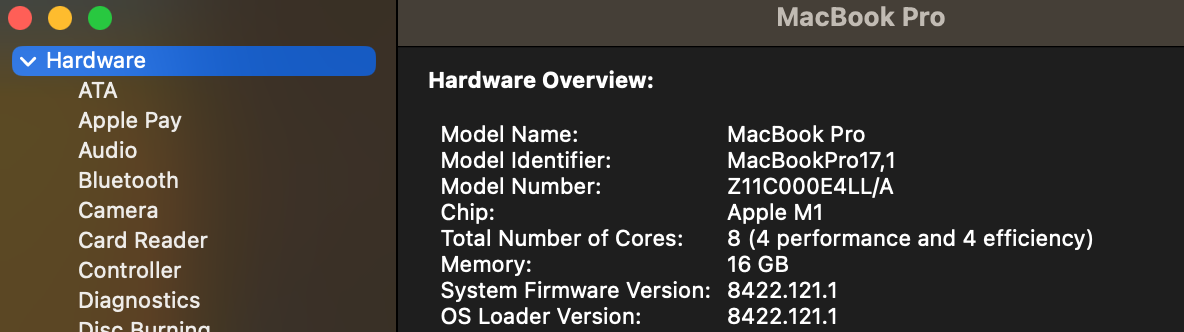 MacBook Pro
Hardware
ATA
Apple Pay
Audio
Bluetooth
Camera
Card Reader
Controller
Diagnostics
Disc Burning
Hardware Overview:
Model Name: MacBook Pro
Model Identifier: MacBookPro17,1
Model Number: Z11C000E4LL/A
Chip: Apple M1
Total Number of Cores: 8 (4 performance and 4 efficiency)
Memory: 16 GB
System Firmware Version: 8422.121.1
OS Loader Version: 8422.121.1